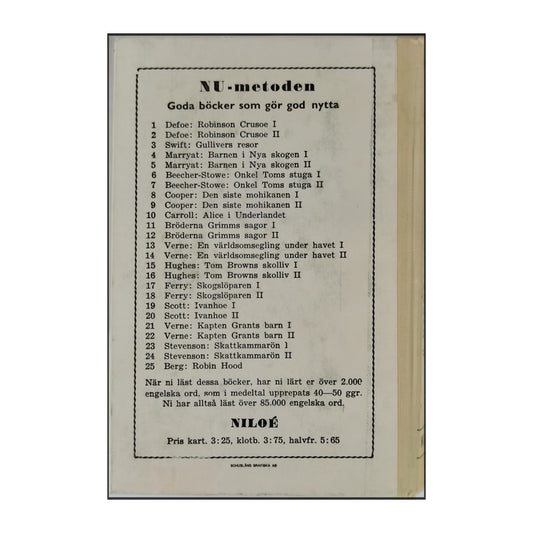 NU-metoden
Goda böcker som gör god nytta
1 Defoe: Robinson Crusoe I
2 Defoe: Robinson Crusoe II
3 Swift: Gullivers resor
4 Marryat: Barnen i Nya skogen I
5 Marryat: Barnen i Nya skogen II
6 Beecher-Stowe: Onkel Toms stuga I
7 Beecher-Stowe: Onkel Toms stuga II
8 Cooper: Den siste mohikanen I
9 Cooper: Den siste mohikanen II
10 Carroll: Alice i Underlandet
11 Bröderna Grimms sagor I
12 Bröderna Grimms sagor II
13 Verne: En världsomsegling under havet I
14 Verne: En världsomsegling under havet II
15 Hughes: Tom Browns skolliv I
16 Hughes: Tom Browns skolliv II
17 Ferry: Skogslöparen I
18 Ferry: Skogslöparen II
19 Scott: Ivanhoe I
20 Scott: Ivanhoe II
21 Verne: Kapten Grants barn I
22 Verne: Kapten Grants barn II
23 Stevenson: Skattkammarön I
24 Stevenson: Skattkammarön II
25 Berg: Robin Hood
När ni läst dessa böcker, har ni lärt er över 2.000
engelska ord, som i medeltal upprepats 40—50 ggr.
Ni har alltså läst över 85.000 engelska ord.
NILOÉ
Pris kart. 3:25, klotb. 3:75, halvfr. 5:65